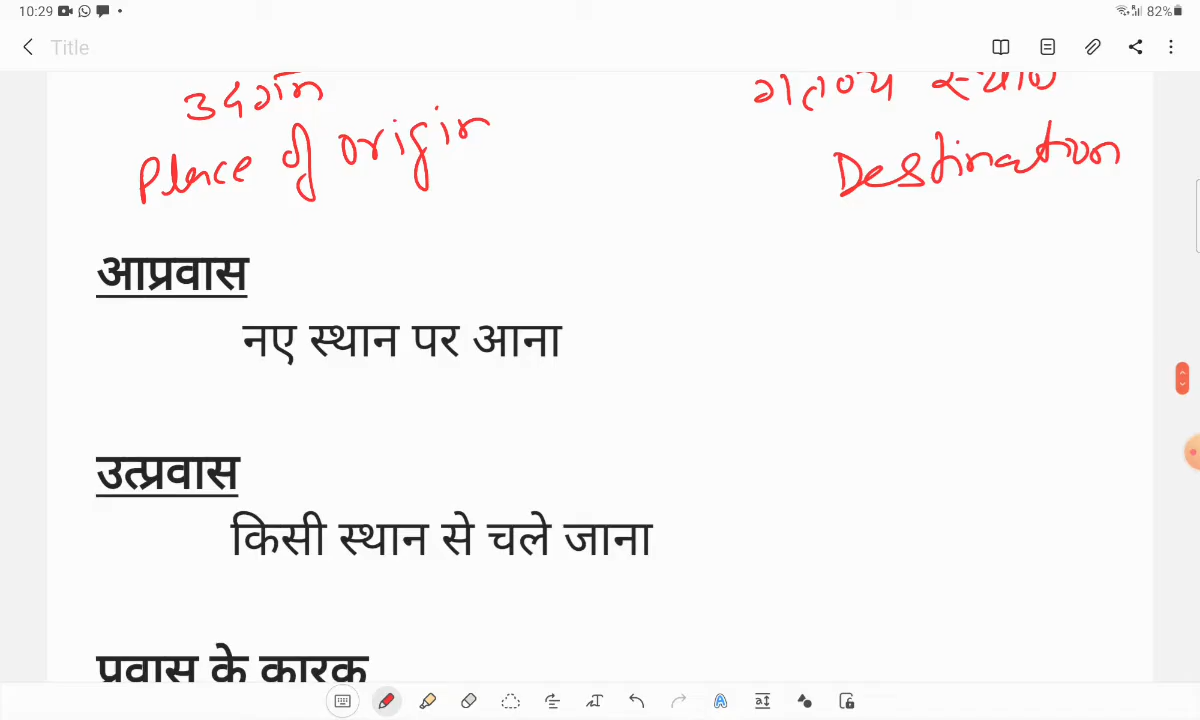 10:29 82%
Title
उद्गम गंतव्य स्थान
Place of origin Destination
आप्रवास
नए स्थान पर आना
उत्प्रवास
किसी स्थान से चले जाना
प्रवास के कारक